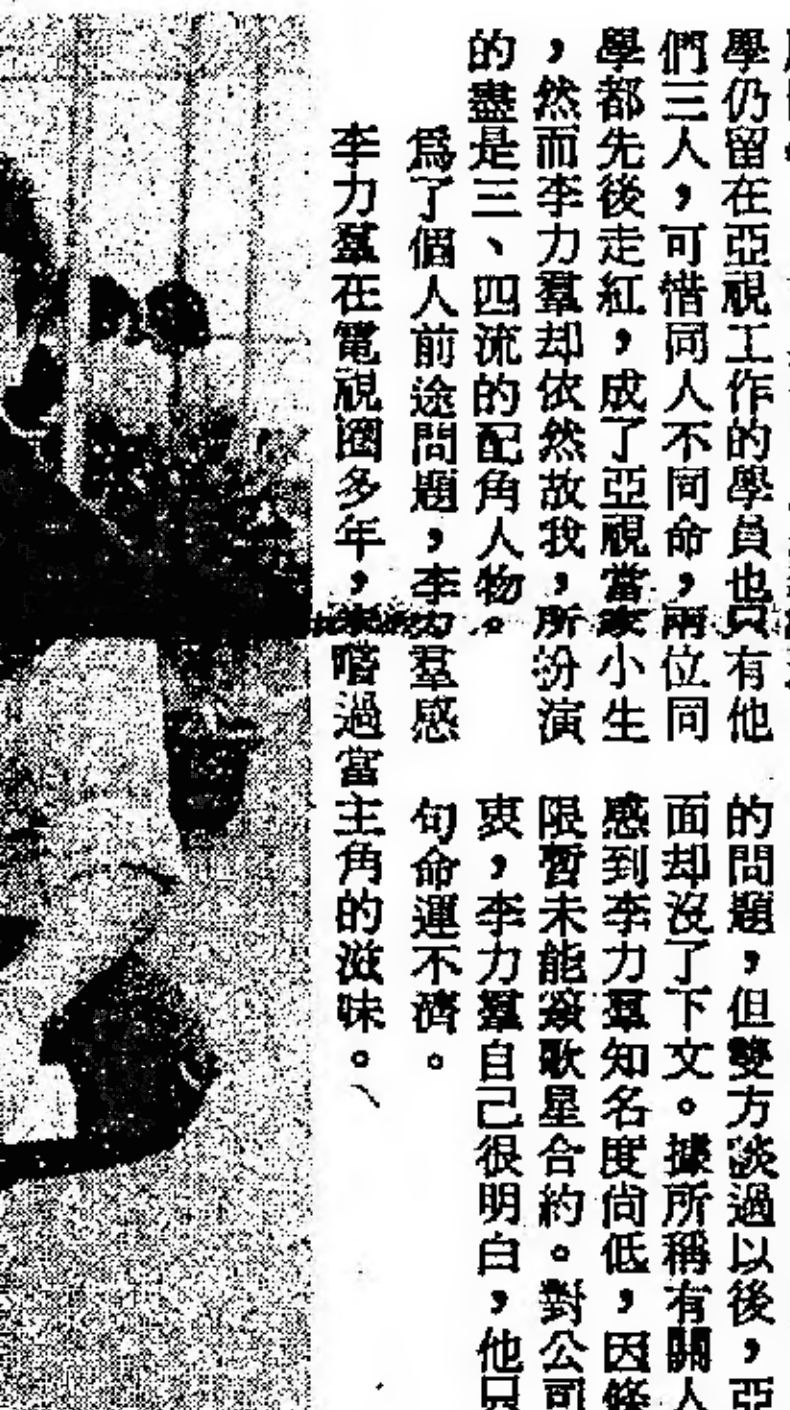 學仍留在亞視工作的學員也只有他
們三人，可惜同人不同命，兩位同
學都先後走紅，成了亞視當家小生
，然而李力羣却依然故我，所扮演
的盡是三、四流的配角人物。
爲了個人前途問題，李力羣感
的問題，但雙方談過以後，亞
面却沒了下文。據所稱有關人
感到李力羣知名度尚低，因條
限暫未能簽歌星合約。對公司
衷，李力羣自己很明白，他只
句命運不濟。
李力羣在電視圈多年，未嚐過當主角的滋味。